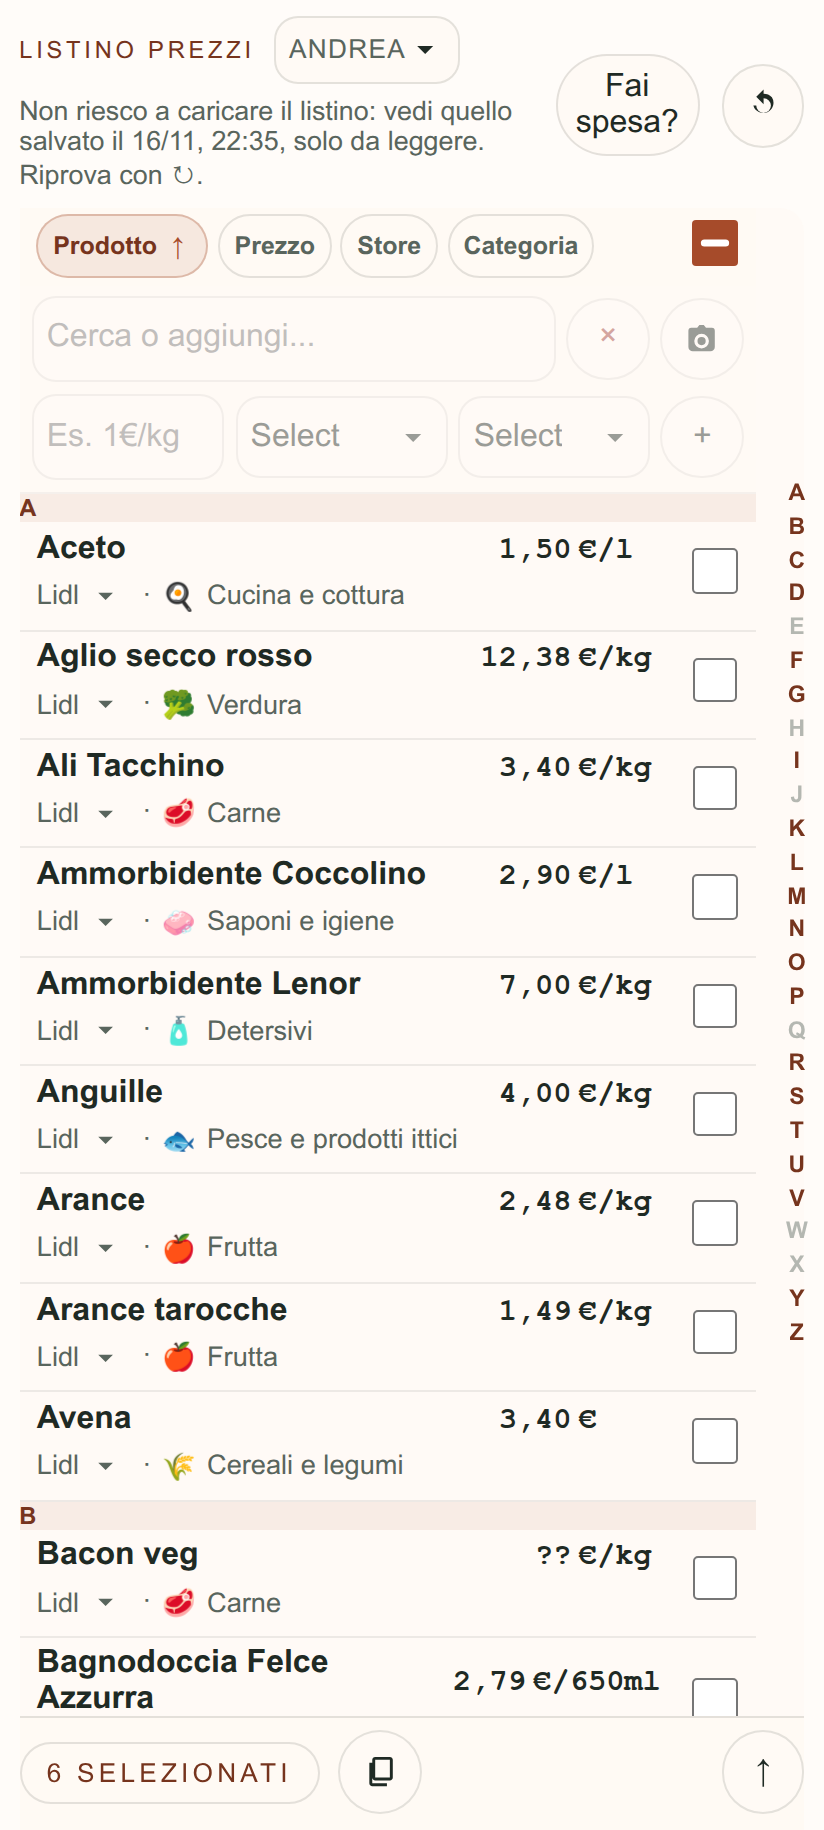 LISTINO PREZZI
ANDREA
Non riesco a caricare il listino: vedi quello
salvato il 16/11, 22:35, solo da leggere.
Riprova con ↻.
Fai
spesa?
Prodotto ↑
Prezzo
Store
Categoria
Cerca o aggiungi...
×
Es. 1€/kg
Select
Select
+
A
Aceto
1,50 €/l
Lidl · Cucina e cottura
Aglio secco rosso
12,38 €/kg
Lidl · Verdura
Ali Tacchino
3,40 €/kg
Lidl · Carne
Ammorbidente Coccolino
2,90 €/l
Lidl · Saponi e igiene
Ammorbidente Lenor
7,00 €/kg
Lidl · Detersivi
Anguille
4,00 €/kg
Lidl · Pesce e prodotti ittici
Arance
2,48 €/kg
Lidl · Frutta
Arance tarocche
1,49 €/kg
Lidl · Frutta
Avena
3,40 €
Lidl · Cereali e legumi
B
Bacon veg
?? €/kg
Lidl · Carne
Bagnodoccia Felce
Azzurra
2,79 €/650ml
A
B
C
D
E
F
G
H
I
J
K
L
M
N
O
P
Q
R
S
T
U
V
W
X
Y
Z
6 SELEZIONATI
↑